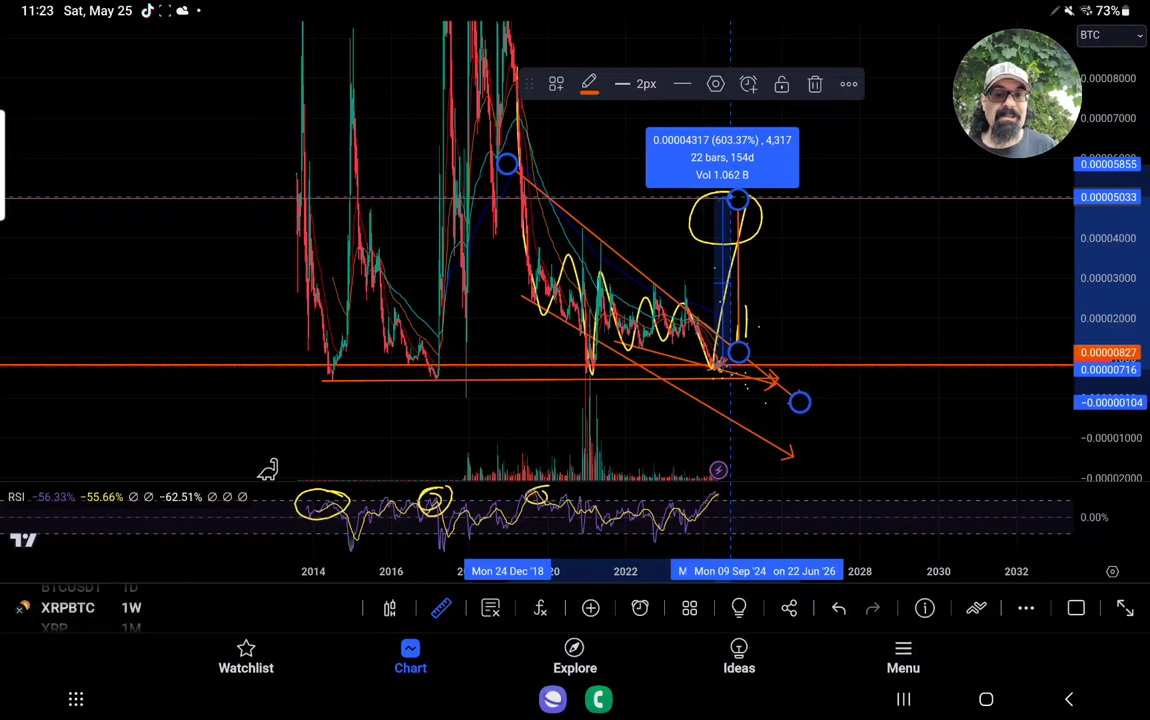 11:23 Sat, May 25
73%
BTC
2px
0.00008000
0.00007000
0.00004317 (603.37%) , 4,317
22 bars, 154d
Vol 1.062 B
0.00005855
0.00005033
0.00004000
0.00003000
0.00002000
0.00000827
0.00000716
−0.00000104
−0.00001000
−0.00002000
RSI −56.33% −55.66% ∅ ∅ −62.51% ∅ ∅ ∅
0.00%
2014 2016 20 2022 2028 2030 2032
Mon 24 Dec '18 M Mon 09 Sep '24 on 22 Jun '26
BTCUSDT 1D
XRPBTC 1W
XRP 1M
Watchlist Chart Explore Ideas Menu